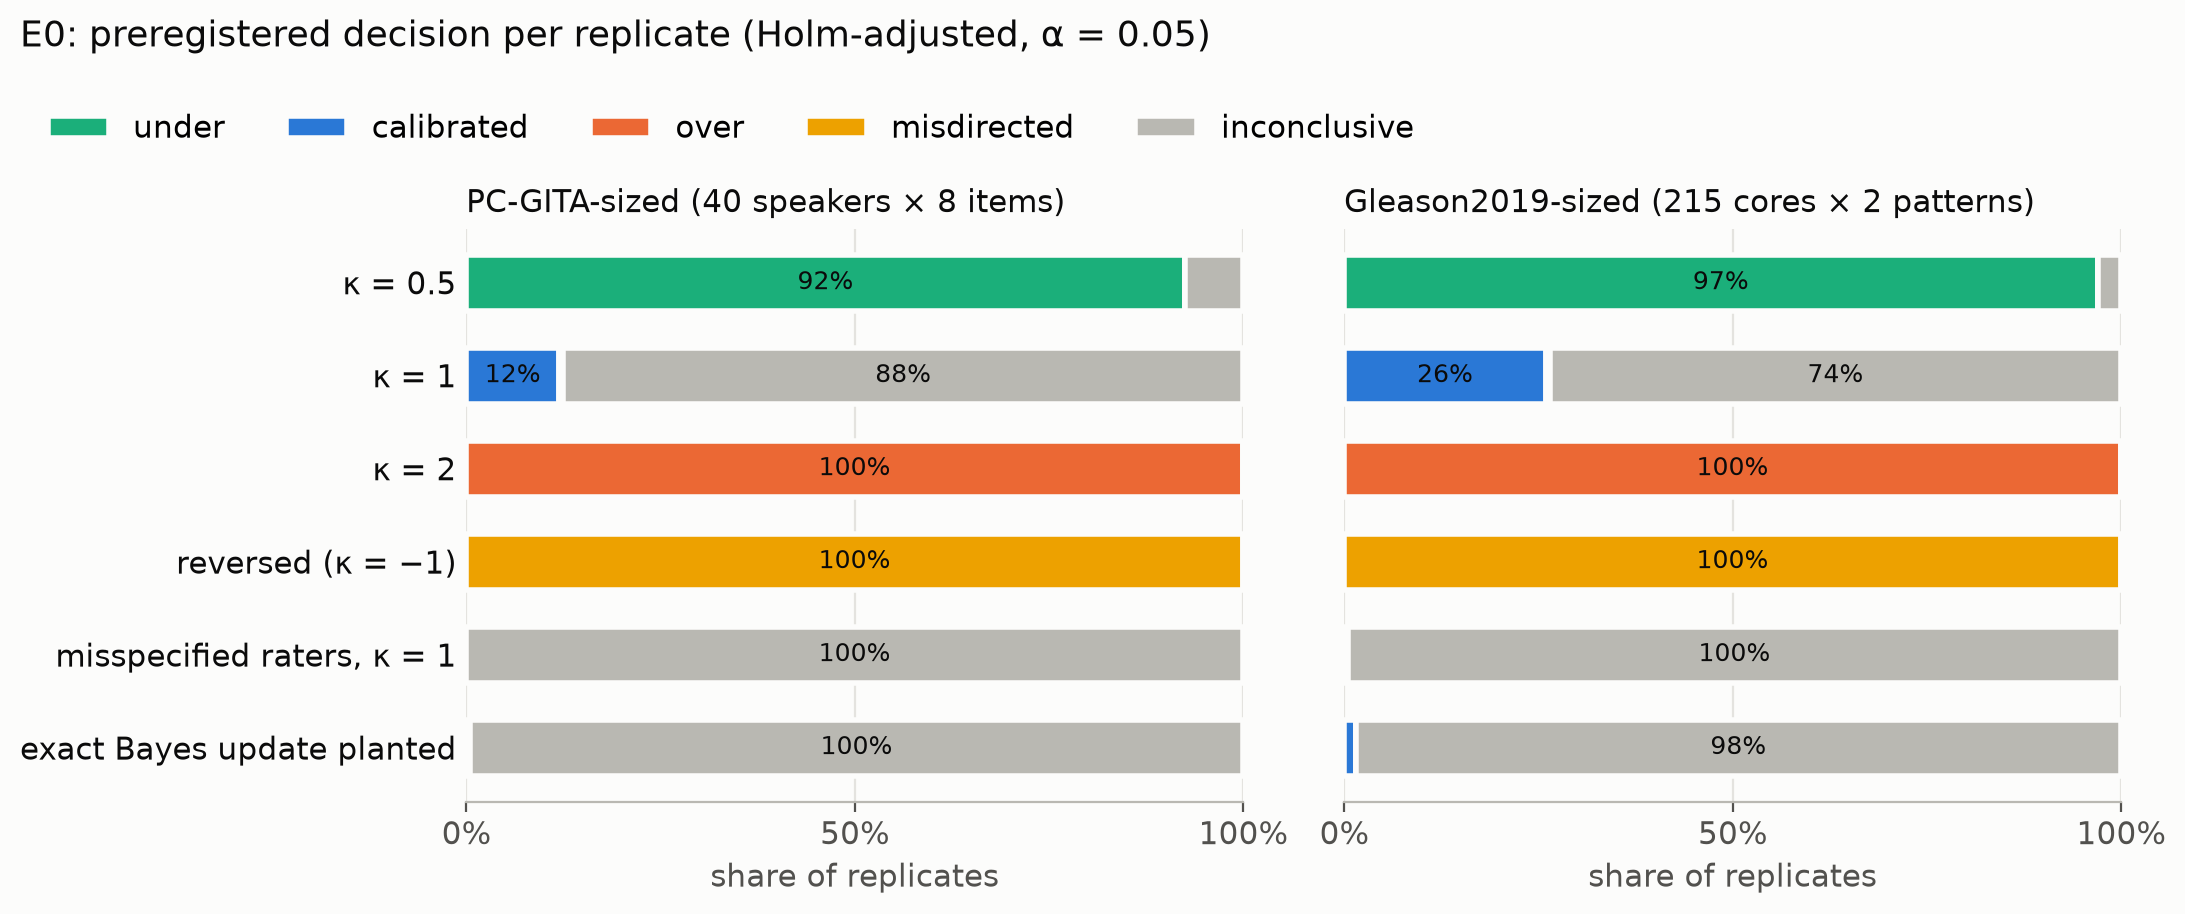 E0: preregistered decision per replicate (Holm-adjusted, α = 0.05)
under calibrated over misdirected inconclusive
PC-GITA-sized (40 speakers × 8 items)
Gleason2019-sized (215 cores × 2 patterns)
κ = 0.5 92% 97%
κ = 1 12% 88% 26% 74%
κ = 2 100% 100%
reversed (κ = −1) 100% 100%
misspecified raters, κ = 1 100% 100%
exact Bayes update planted 100% 98%
0% 50% 100% 0% 50% 100%
share of replicates share of replicates